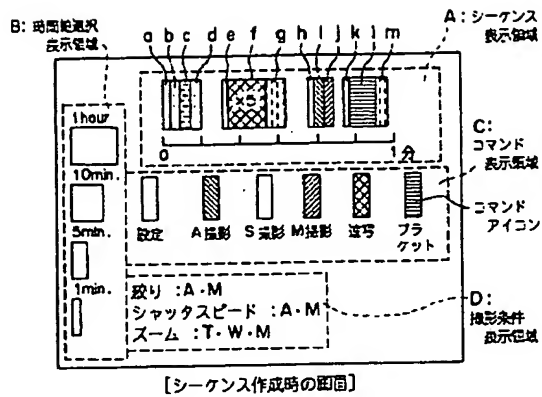 B: 時間範選択
表示領域
A: シーケンス
表示領域
a b c d e f g h i j k l m
×5
0 1分
1hour
10min.
5min.
1min.
C:
コマンド
表示領域
設定 A撮影 S撮影 M撮影 連写 ブラケット
コマンド
アイコン
絞り :A・M
シャッタスピード :A・M
ズーム :T・W・M
D:
撮影条件
表示領域
[シーケンス作成時の画面]